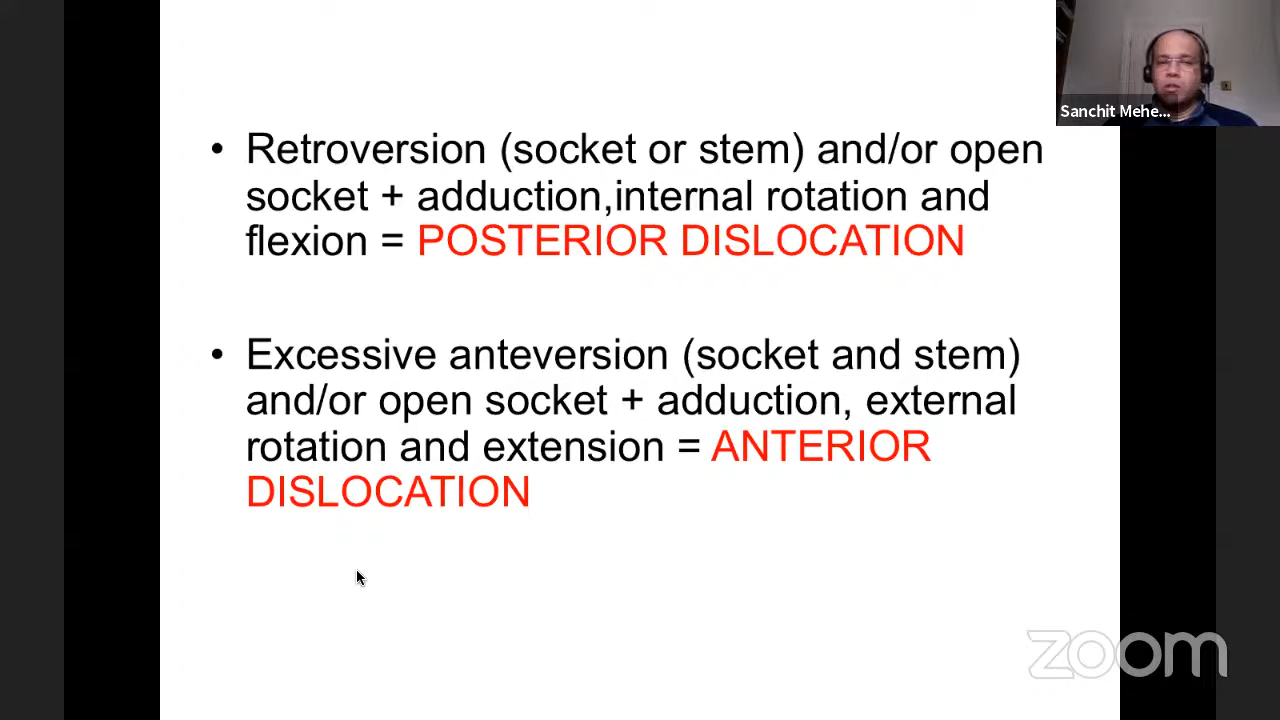 • Retroversion (socket or stem) and/or open
socket + adduction,internal rotation and
flexion = POSTERIOR DISLOCATION
• Excessive anteversion (socket and stem)
and/or open socket + adduction, external
rotation and extension = ANTERIOR
DISLOCATION
Sanchit Mehe...
zoom